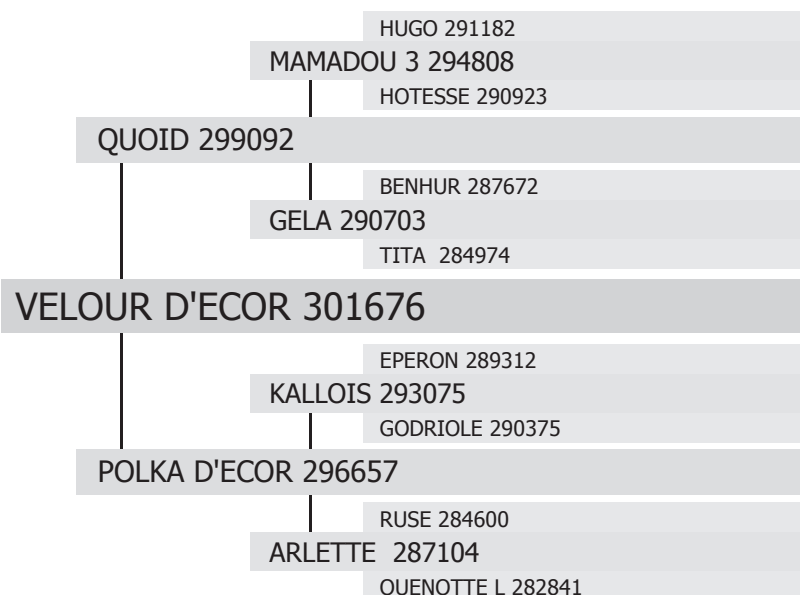 HUGO 291182
MAMADOU 3 294808
HOTESSE 290923
QUOID 299092
BENHUR 287672
GELA 290703
TITA 284974
VELOUR D'ECOR 301676
EPERON 289312
KALLOIS 293075
GODRIOLE 290375
POLKA D'ECOR 296657
RUSE 284600
ARLETTE 287104
QUENOTTE L 282841